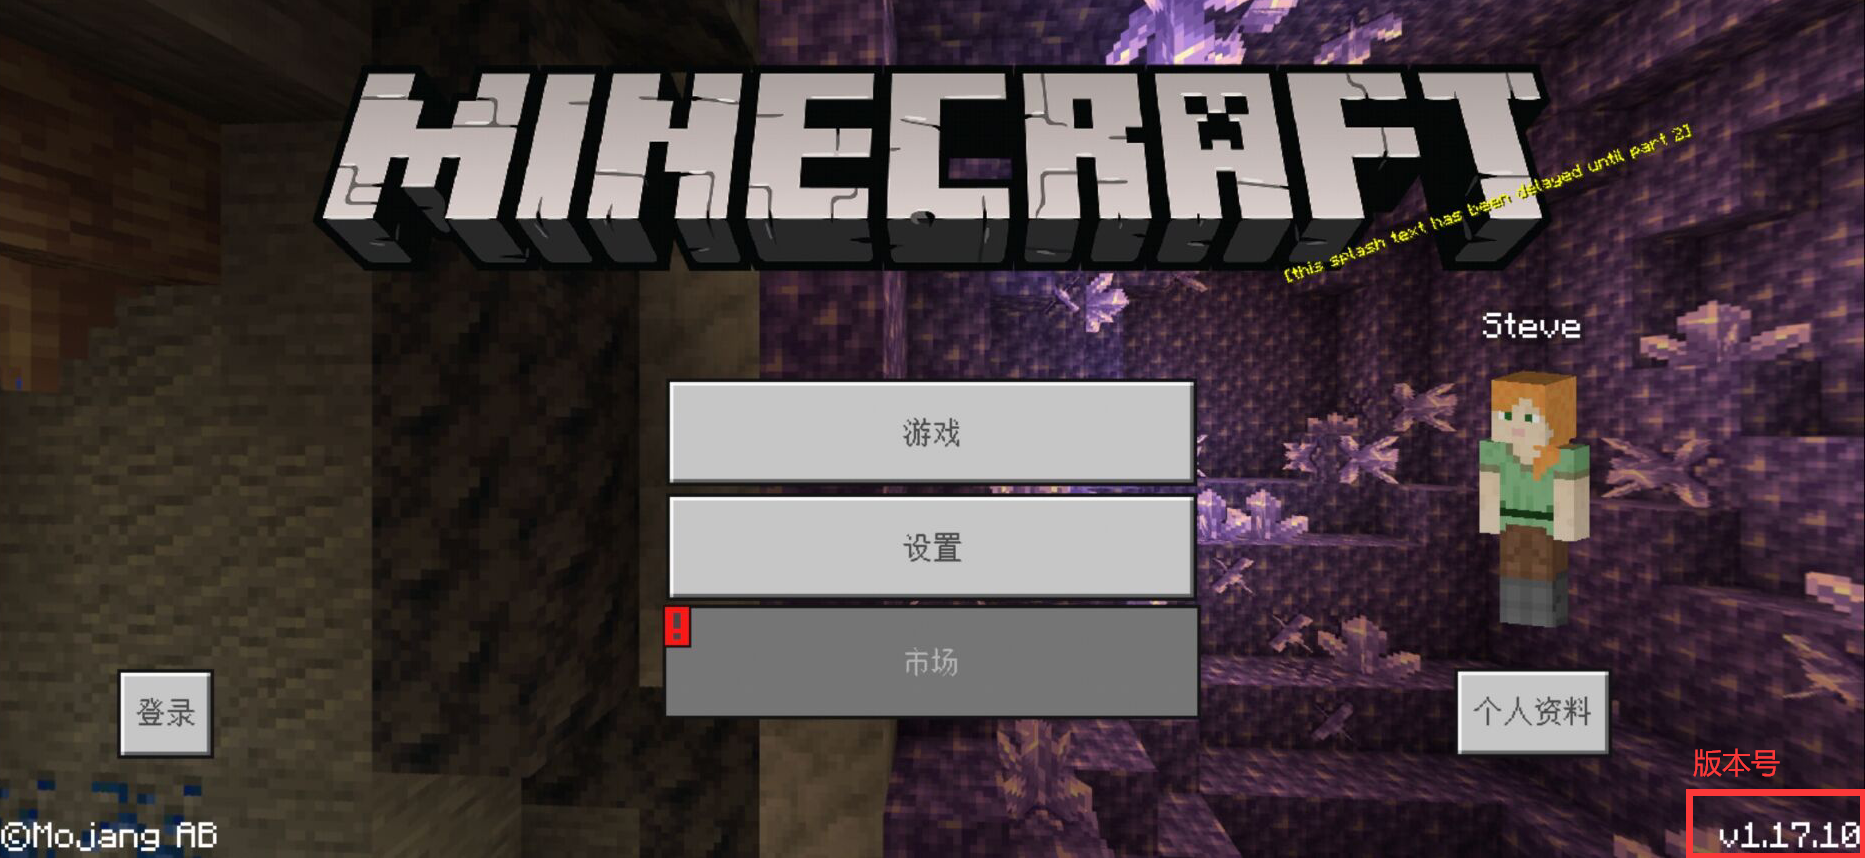 MINECRAFT
[this splash text has been delayed until part 2]
Steve
游戏
设置
!
市场
登录
个人资料
版本号
©Mojang AB
v1.17.10